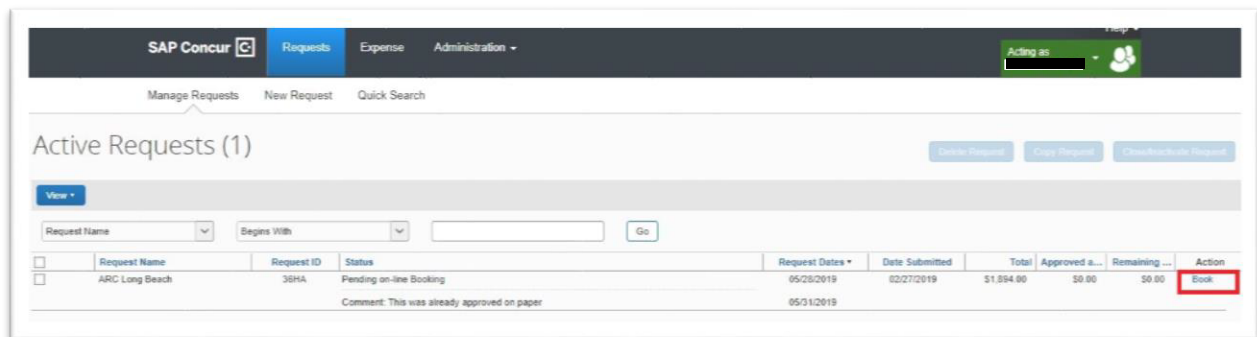 Help
SAP Concur C Requests Expense Administration
Acting as
Manage Requests New Request Quick Search
Active Requests (1)
Delete Request Copy Request Close/Inactivate Request
View
Request Name Begins With Go
Request Name Request ID Status Request Dates Date Submitted Total Approved a... Remaining ... Action
ARC Long Beach 36HA Pending on-line Booking 05/28/2019 02/27/2019 $1,894.00 $0.00 $0.00 Book
Comment: This was already approved on paper 05/31/2019